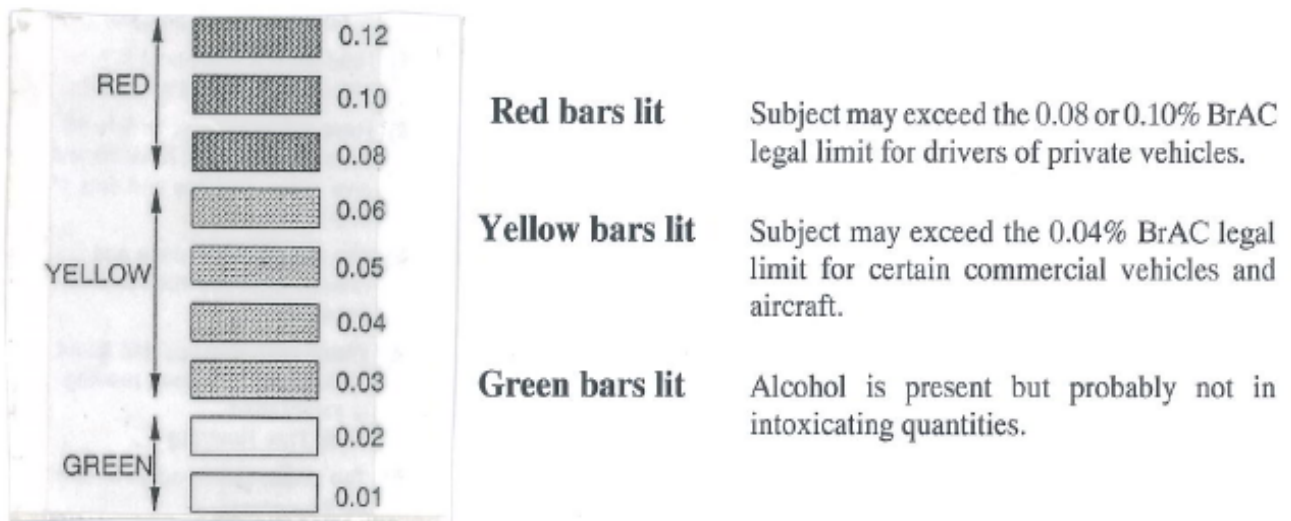 0.12
RED
0.10
0.08
0.06
0.05
YELLOW
0.04
0.03
0.02
GREEN
0.01
Red bars lit
Subject may exceed the 0.08 or 0.10% BrAC
legal limit for drivers of private vehicles.
Yellow bars lit
Subject may exceed the 0.04% BrAC legal
limit for certain commercial vehicles and
aircraft.
Green bars lit
Alcohol is present but probably not in
intoxicating quantities.